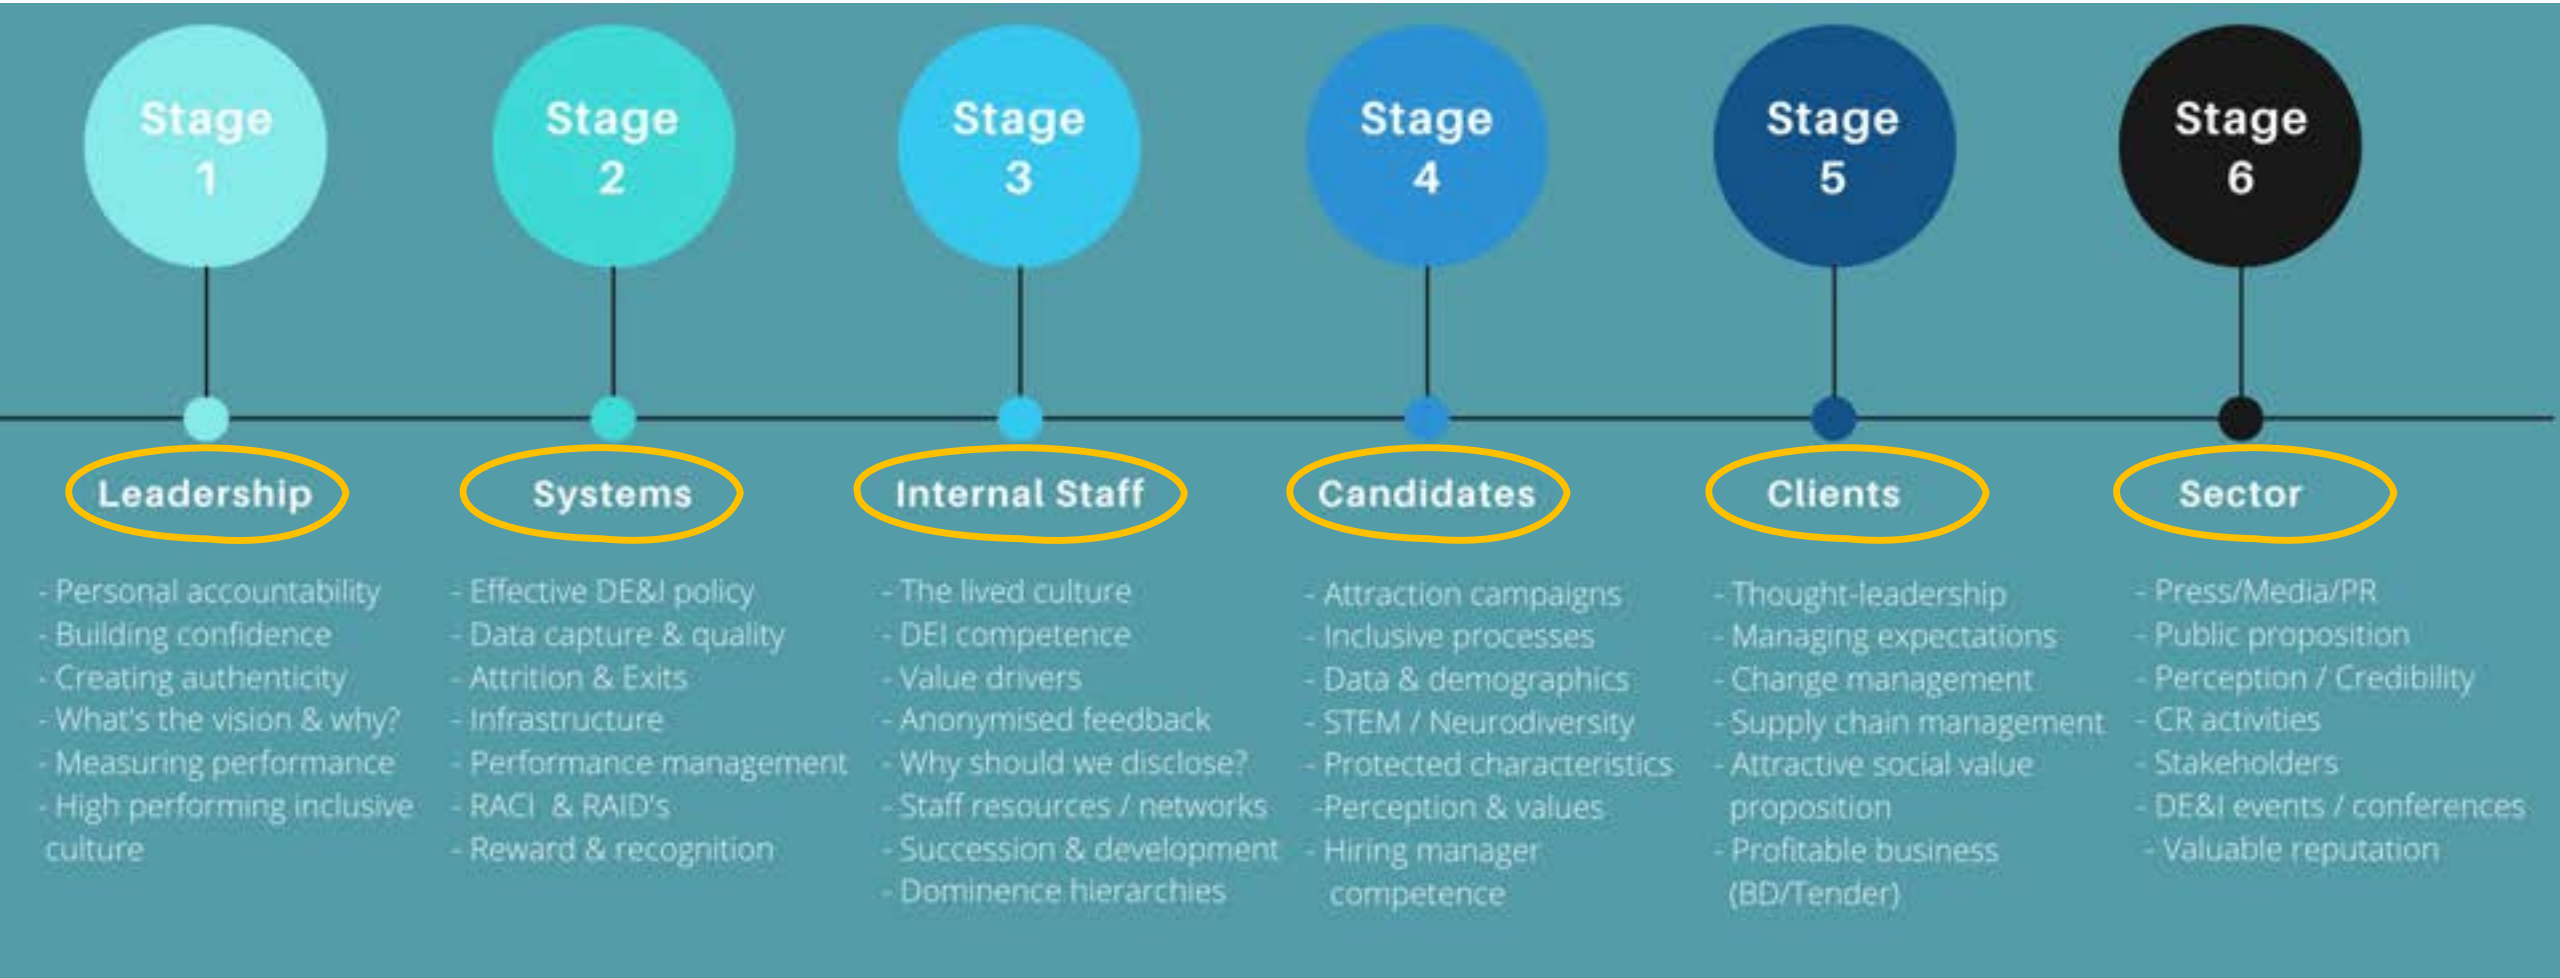 Stage
1
Stage
2
Stage
3
Stage
4
Stage
5
Stage
6
Leadership
- Personal accountability
- Building confidence
- Creating authenticity
- What's the vision & why?
- Measuring performance
- High performing inclusive
culture
Systems
- Effective DE&I policy
- Data capture & quality
- Attrition & Exits
- Infrastructure
- Performance management
- RACI & RAID's
- Reward & recognition
Internal Staff
- The lived culture
- DEI competence
- Value drivers
- Anonymised feedback
- Why should we disclose?
- Staff resources / networks
- Succession & development
- Dominence hierarchies
Candidates
- Attraction campaigns
- Inclusive processes
- Data & demographics
- STEM / Neurodiversity
- Protected characteristics
-Perception & values
- Hiring manager
competence
Clients
- Thought-leadership
- Managing expectations
- Change management
- Supply chain management
- Attractive social value
proposition
- Profitable business
(BD/Tender)
Sector
- Press/Media/PR
- Public proposition
- Perception / Credibility
- CR activities
- Stakeholders
- DE&I events / conferences
- Valuable reputation